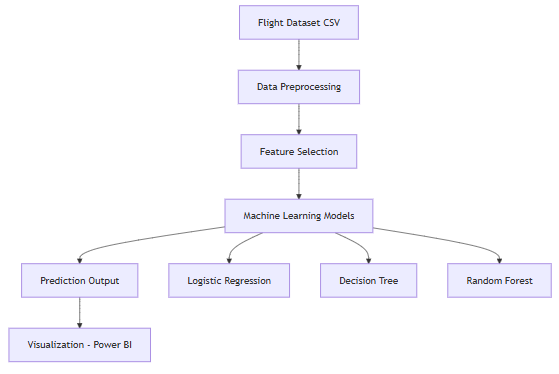 Flight Dataset CSV
Data Preprocessing
Feature Selection
Machine Learning Models
Prediction Output
Logistic Regression
Decision Tree
Random Forest
Visualization - Power BI